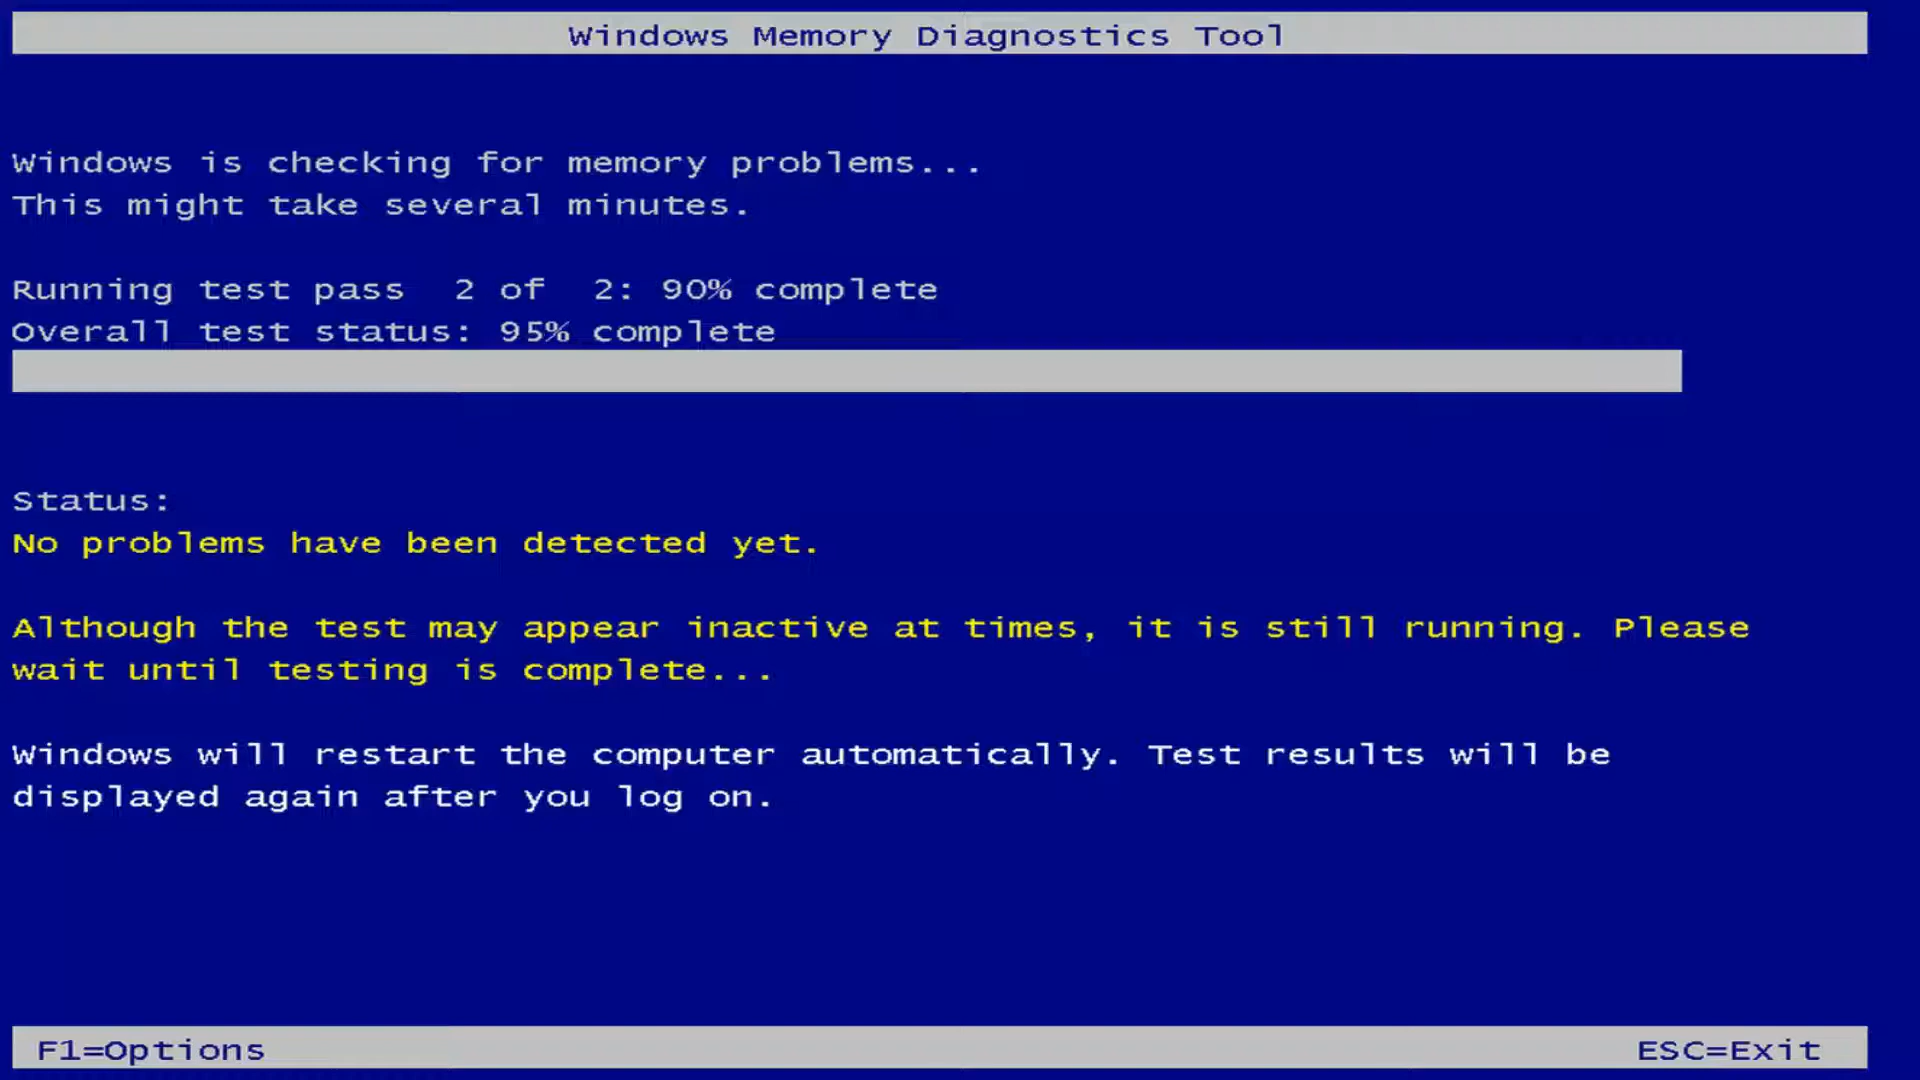 Windows Memory Diagnostics Tool
Windows is checking for memory problems...
This might take several minutes.
Running test pass  2 of  2: 90% complete
Overall test status: 95% complete
Status:
No problems have been detected yet.
Although the test may appear inactive at times, it is still running. Please
wait until testing is complete...
Windows will restart the computer automatically. Test results will be
displayed again after you log on.
F1=Options
ESC=Exit